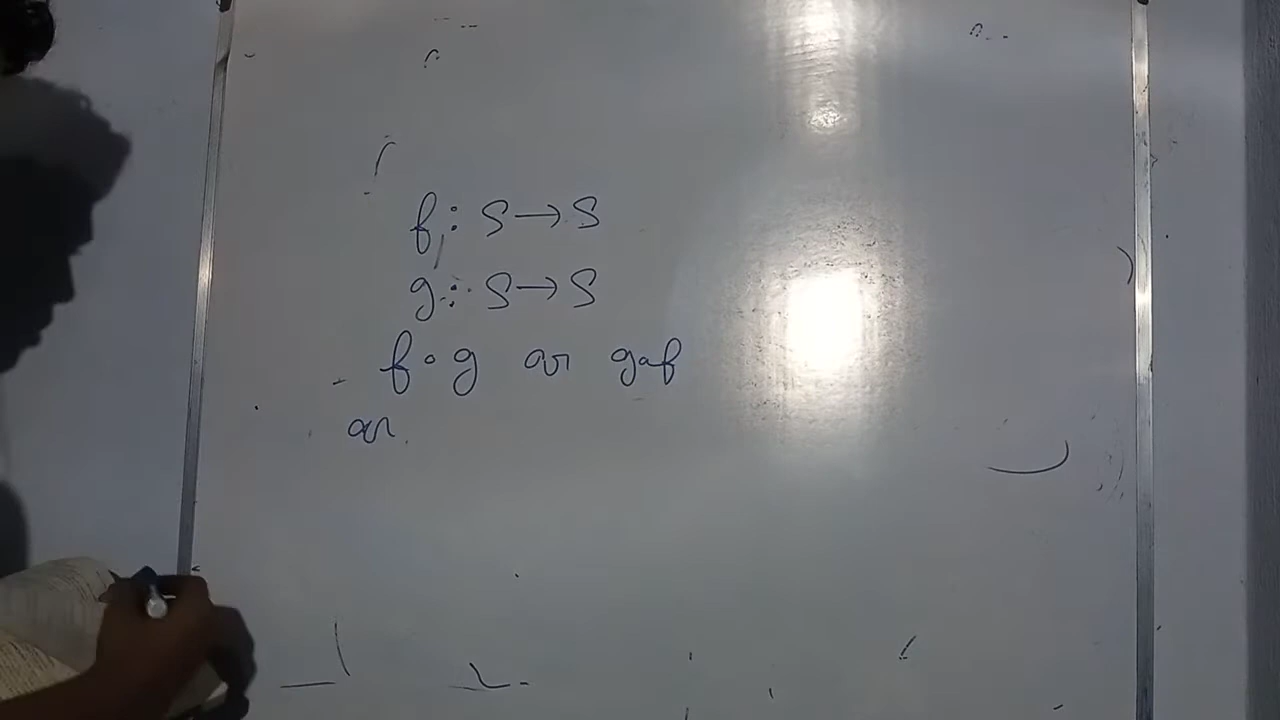 f: S → S
g: S → S
f∘g or g∘f
or